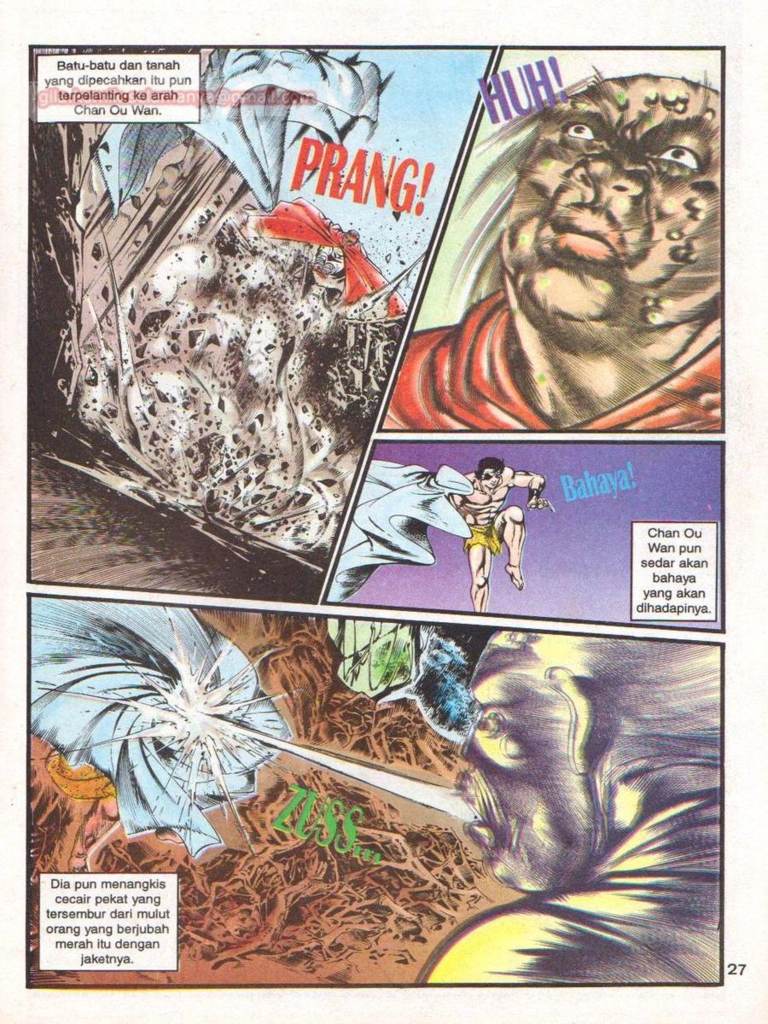 Batu-batu dan tanah
yang dipecahkan itu pun
terpelanting ke arah
Chan Ou Wan.
PRANG!
HUH!
Bahaya!
Chan Ou
Wan pun
sedar akan
bahaya
yang akan
dihadapinya.
ZUSS...
Dia pun menangkis
cecair pekat yang
tersembur dari mulut
orang yang berjubah
merah itu dengan
jaketnya.
27